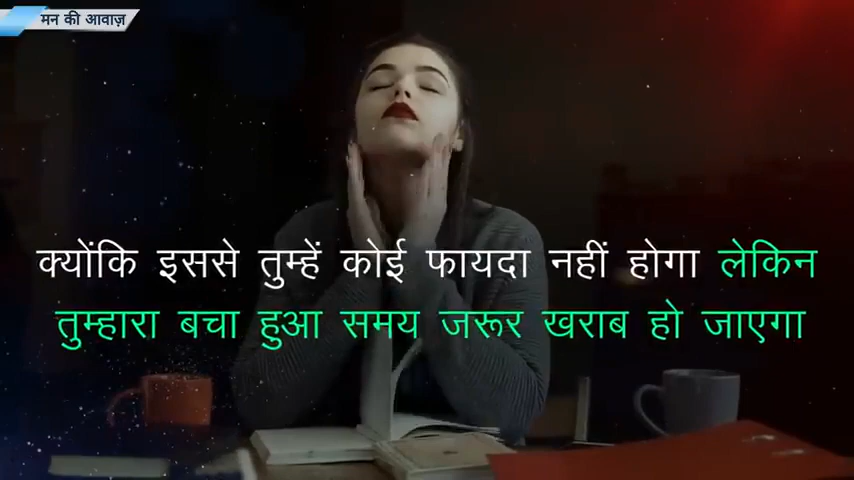 मन की आवाज़
क्योंकि इससे तुम्हें कोई फायदा नहीं होगा लेकिन
तुम्हारा बचा हुआ समय जरूर खराब हो जाएगा